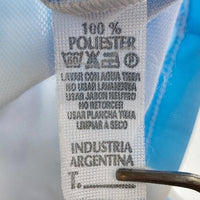 100 %
POLIESTER
LAVAR CON AGUA TIBIA
NO USAR LAVANDINA
USAR JABON NEUTRO
NO RETORCER
USAR PLANCHA TIBIA
LIMPIAR A SECO
INDUSTRIA
ARGENTINA
T.